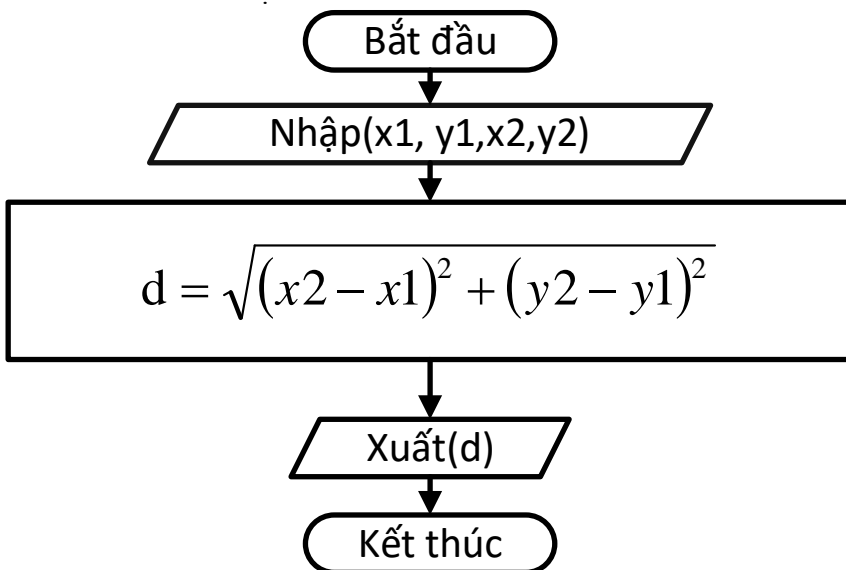 Bắt đầu
Nhập(x1, y1,x2,y2)
d = √(x2 − x1)² + (y2 − y1)²
Xuất(d)
Kết thúc